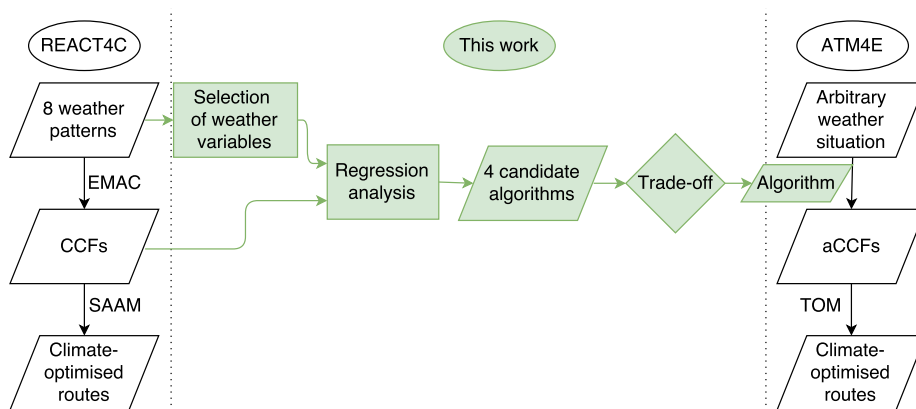 REACT4C
This work
ATM4E
8 weather
patterns
Selection
of weather
variables
Arbitrary
weather
situation
EMAC
Regression
analysis
4 candidate
algorithms
Trade-off
Algorithm
CCFs
aCCFs
SAAM
TOM
Climate-
optimised
routes
Climate-
optimised
routes